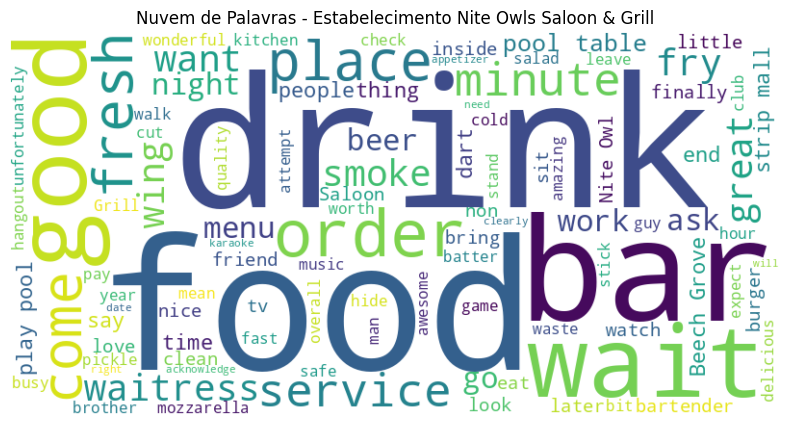 Nuvem de Palavras - Estabelecimento Nite Owls Saloon & Grill
wonderful
kitchen
check
want
night
place
appetizer
inside
pool table
little
salad
leave
people
thing
minute
fry
finally
club
strip mall
hangout
unfortunately
good
fresh
walk
cut
quality
attempt
drink
beer
need
cold
dart
stand
sit
amazing
Nite Owl
great
end
wing
smoke
Saloon
Grill
worth
non
menu
order
bring
clearly
work
guy
ask
hour
karaoke
friend
music
batter
stick
bar
Beech Grove
expect
burger
will
delicious
play pool
come
pay
year
date
mean
nice
food
tv
fast
overall
hide
man
awesome
game
waste
watch
say
love
time
pickle
clean
right
acknowledge
safe
wait
busy
waitress
service
go
eat
look
brother
mozzarella
later
bit
bartender